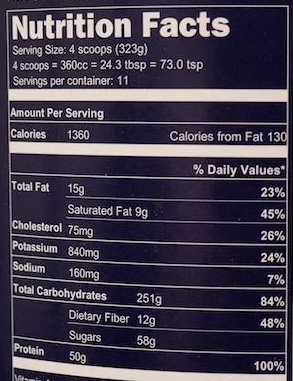 Nutrition Facts
Serving Size: 4 scoops (323g)
4 scoops = 360cc = 24.3 tbsp = 73.0 tsp
Servings per container: 11
Amount Per Serving
Calories 1360 Calories from Fat 130
% Daily Values*
Total Fat 15g 23%
Saturated Fat 9g 45%
Cholesterol 75mg 26%
Potassium 840mg 24%
Sodium 160mg 7%
Total Carbohydrates 251g 84%
Dietary Fiber 12g 48%
Sugars 58g
Protein 50g 100%